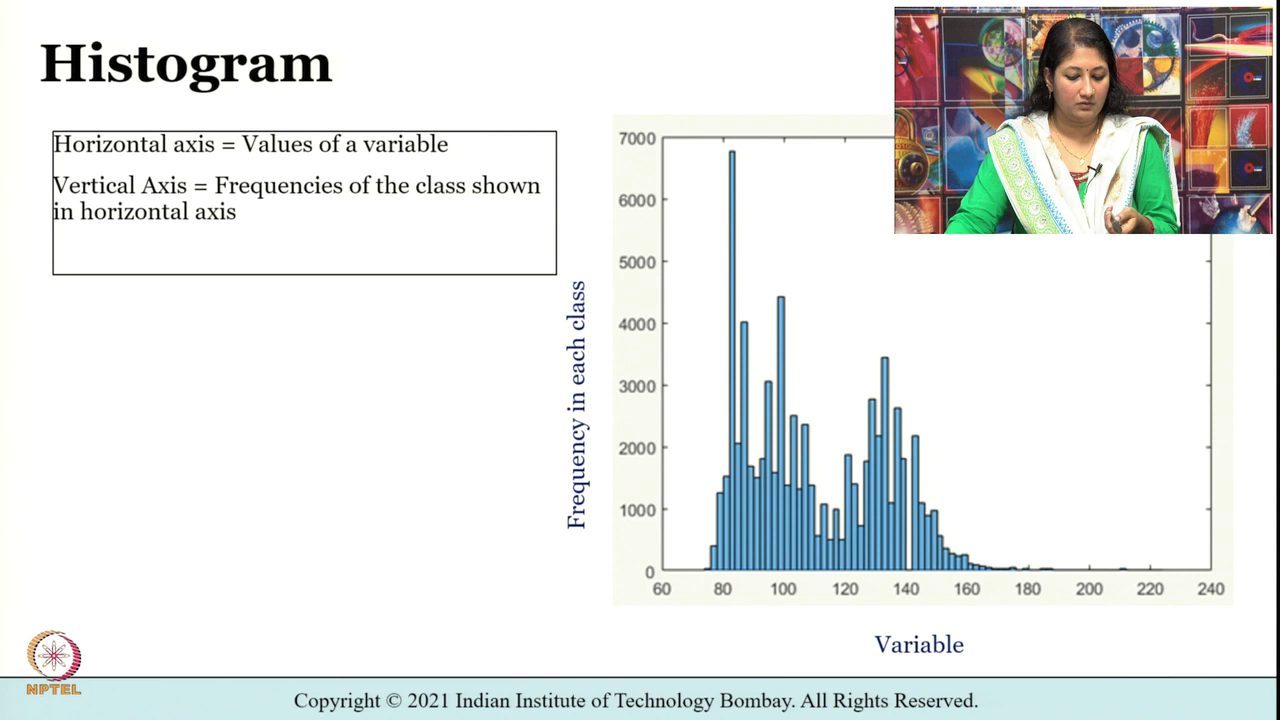 Histogram
Horizontal axis = Values of a variable
Vertical Axis = Frequencies of the class shown
in horizontal axis
Frequency in each class
7000
6000
5000
4000
3000
2000
1000
0
60 80 100 120 140 160 180 200 220 240
Variable
NPTEL
Copyright © 2021 Indian Institute of Technology Bombay. All Rights Reserved.